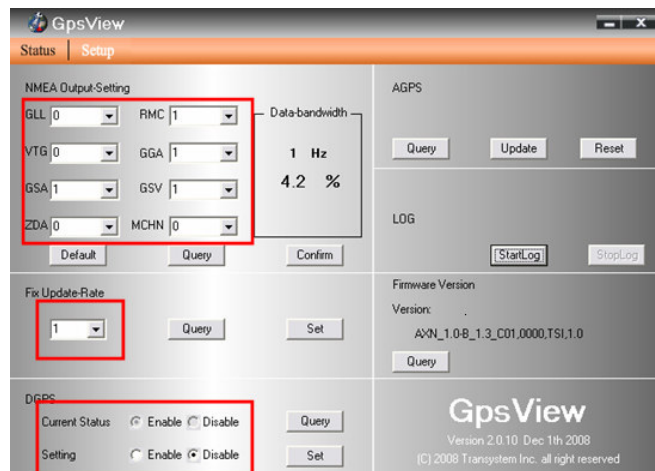 GpsView
Status | Setup
NMEA Output-Setting
GLL 0 RMC 1
VTG 0 GGA 1
GSA 1 GSV 1
ZDA 0 MCHN 0
Default Query Confirm
Data-bandwidth
1 Hz
4.2 %
Fix Update-Rate
1 Query Set
DGPS
Current Status Enable Disable Query
Setting Enable Disable Set
AGPS
Query Update Reset
LOG
StartLog StopLog
Firmware Version
Version: .
AXN_1.0-B_1.3_C01,0000,TSI,1.0
Query
GpsView
Version 2.0.10 Dec 1th 2008
(C) 2008 Transystem Inc. all right reserved